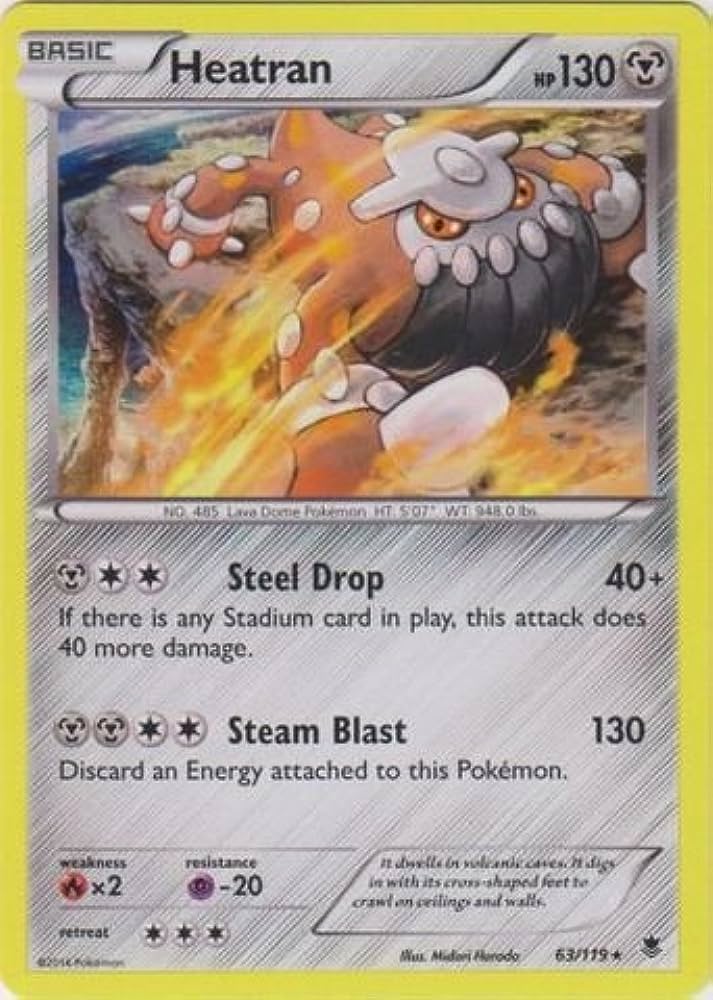 BASIC
Heatran
HP130
NO. 485 Lava Dome Pokémon HT: 5'07" WT: 948.0 lbs.
Steel Drop 40+
If there is any Stadium card in play, this attack does
40 more damage.
Steam Blast 130
Discard an Energy attached to this Pokémon.
weakness resistance
×2 -20
It dwells in volcanic caves. It digs
in with its cross-shaped feet to
crawl on ceilings and walls.
retreat
©2014 Pokémon Illus. Midori Harada 63/119